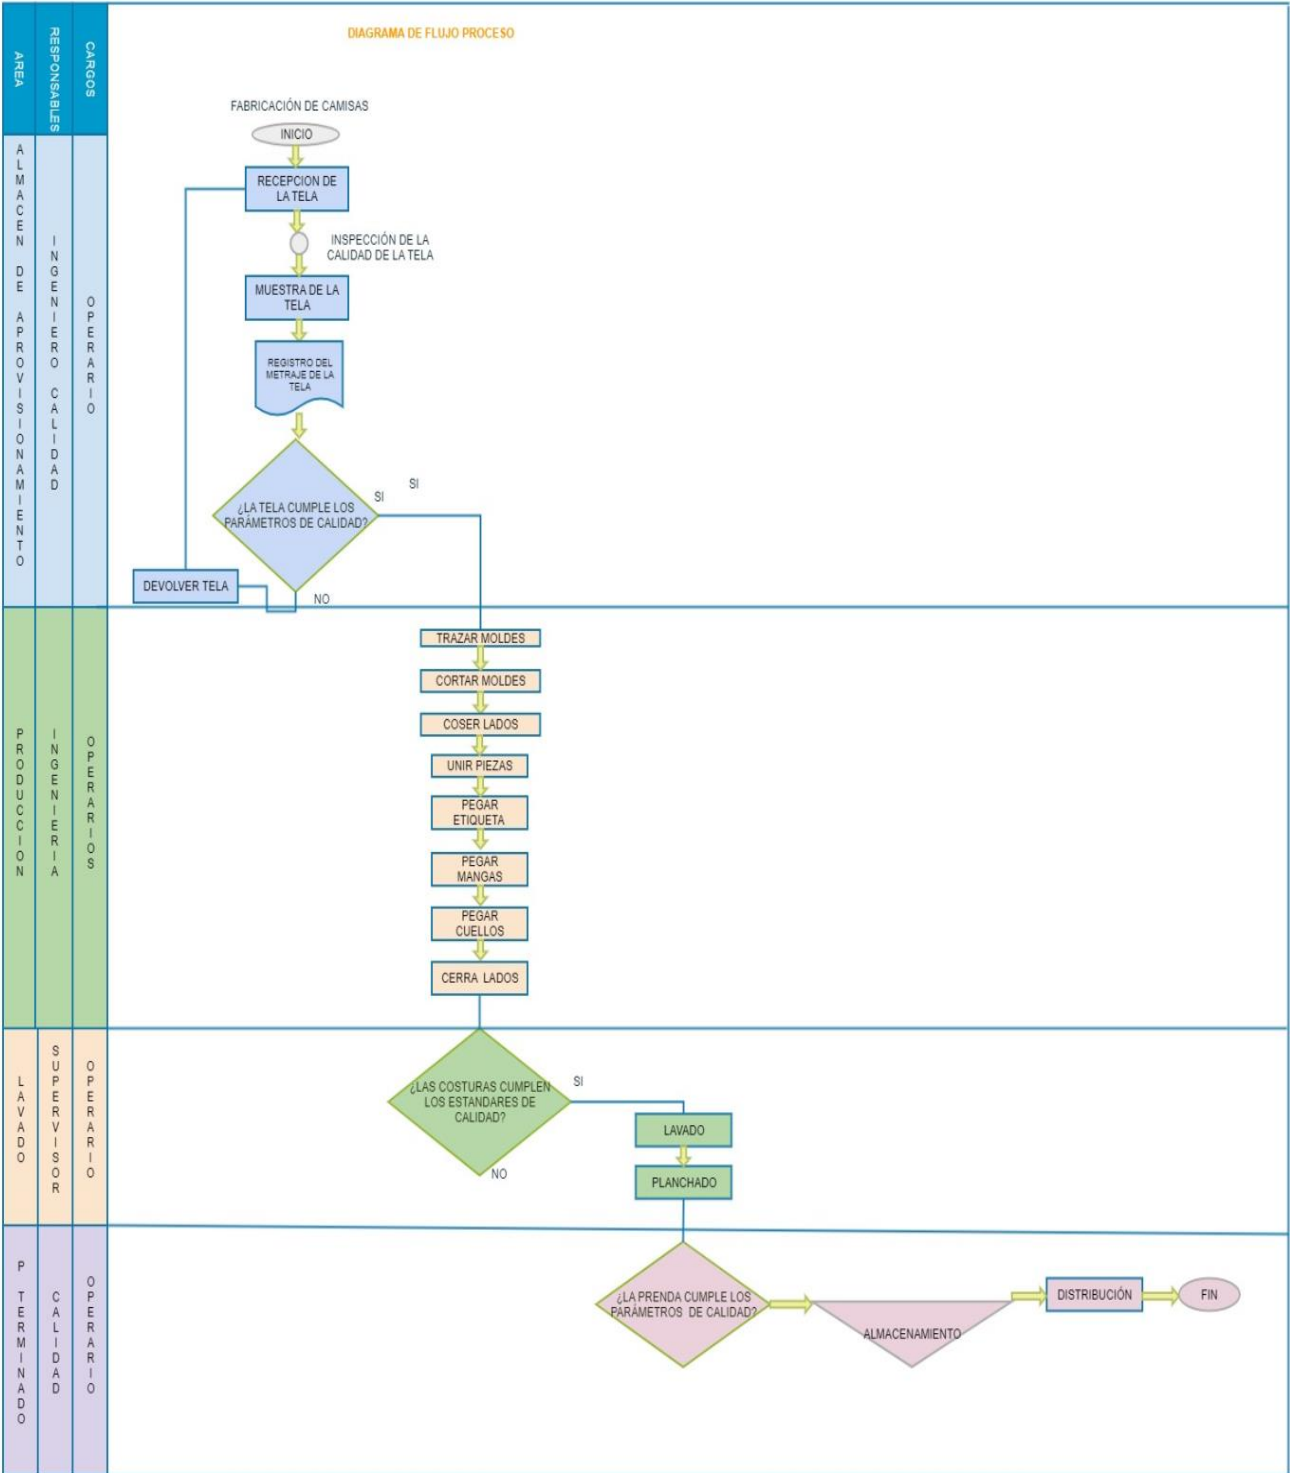 DIAGRAMA DE FLUJO PROCESO
AREA
RESPONSABLES
CARGOS
FABRICACIÓN DE CAMISAS
INICIO
ALMACEN DE APROVISIONAMIENTO
INGENIERO CALIDAD
OPERARIO
RECEPCION DE
LA TELA
INSPECCIÓN DE LA
CALIDAD DE LA TELA
MUESTRA DE LA
TELA
REGISTRO DEL
METRAJE DE LA
TELA
¿LA TELA CUMPLE LOS
PARÁMETROS DE CALIDAD?
SI
SI
DEVOLVER TELA
NO
PRODUCCION
INGENIERIA
OPERARIOS
TRAZAR MOLDES
CORTAR MOLDES
COSER LADOS
UNIR PIEZAS
PEGAR
ETIQUETA
PEGAR
MANGAS
PEGAR
CUELLOS
CERRA LADOS
LAVADO
SUPERVISOR
OPERARIO
¿LAS COSTURAS CUMPLEN
LOS ESTANDARES DE
CALIDAD?
SI
NO
LAVADO
PLANCHADO
P TERMINADO
CALIDAD
OPERARIO
¿LA PRENDA CUMPLE LOS
PARÁMETROS DE CALIDAD?
ALMACENAMIENTO
DISTRIBUCIÓN
FIN